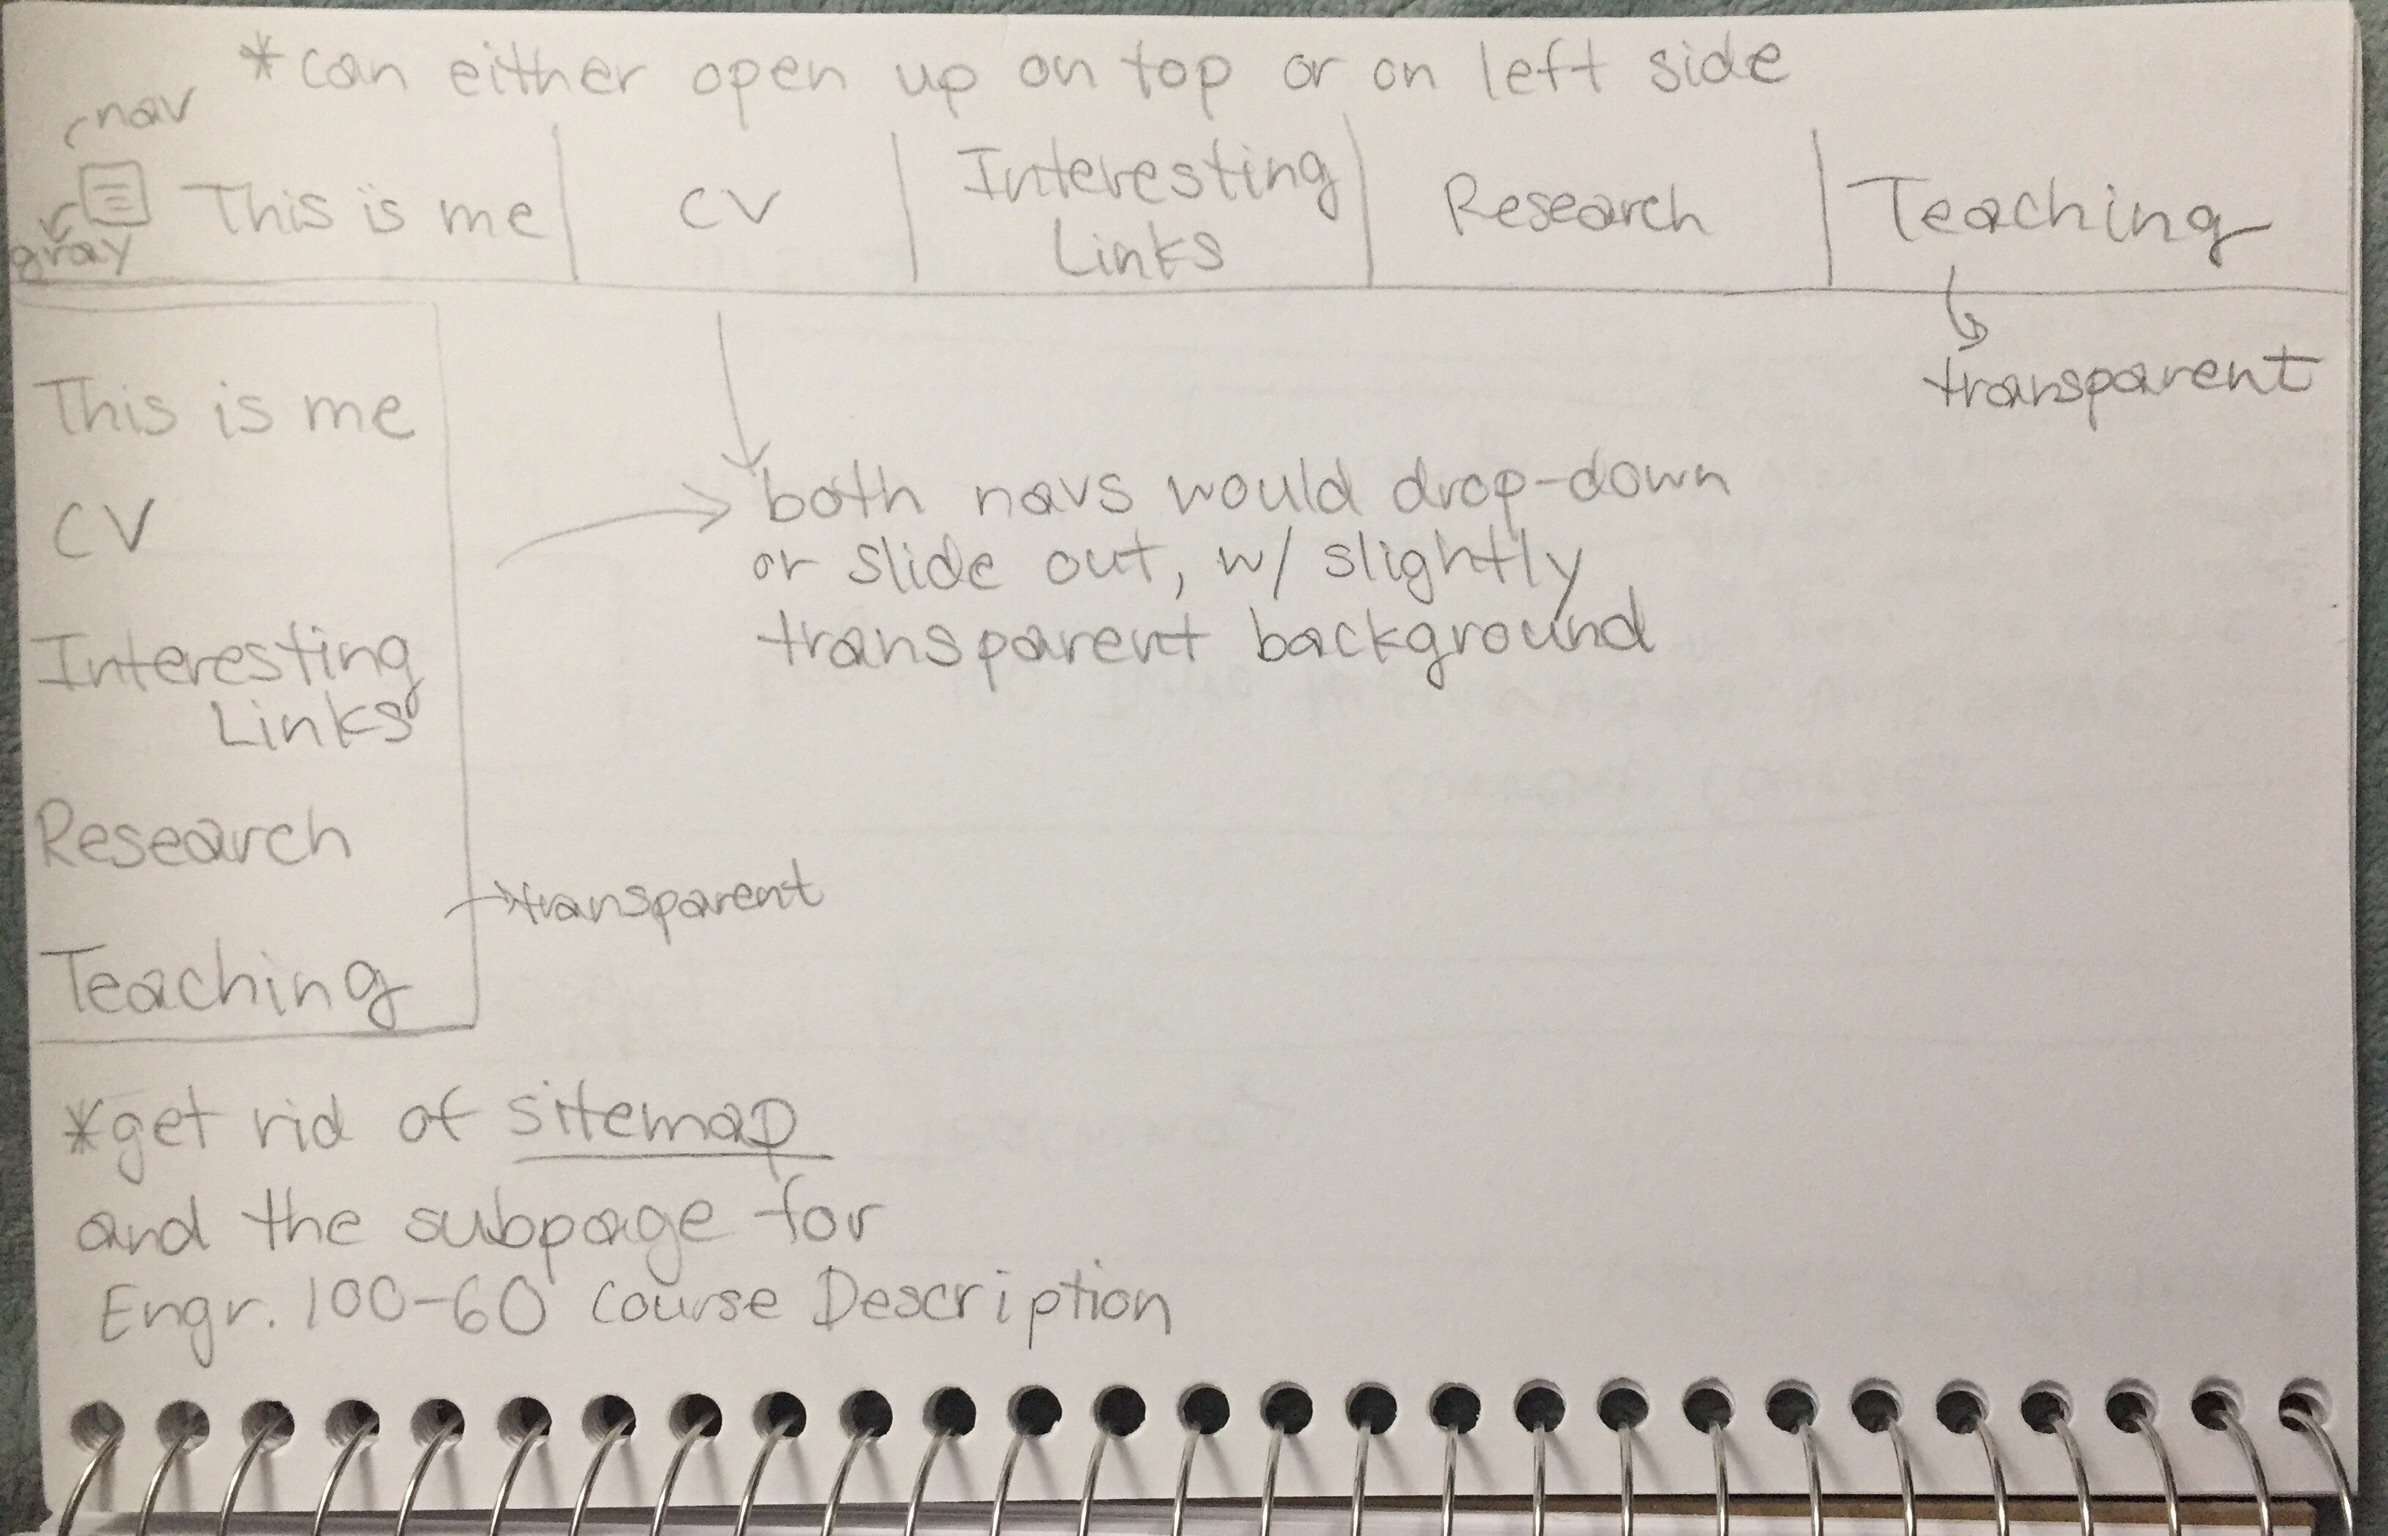 *can either open up on top or on left side
nav
gray
This is me
CV
Interesting
Links
Research
Teaching
transparent
This is me
CV
Interesting
Links
Research
Teaching
transparent
both navs would drop-down
or slide out, w/ slightly
transparent background
*get rid of sitemap
and the subpage for
Engr. 100-60 Course Description